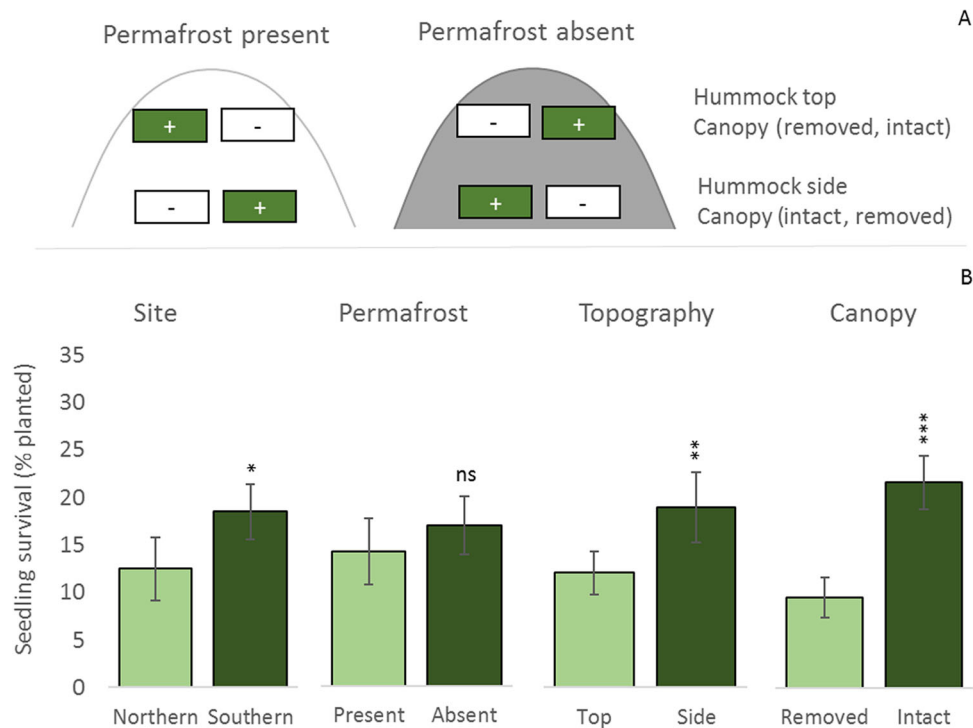 A
Permafrost present
Permafrost absent
+ -
- +
Hummock top
Canopy (removed, intact)
- +
+ -
Hummock side
Canopy (intact, removed)
B
Site
Permafrost
Topography
Canopy
Seedling survival (% planted)
35
30
25
20
15
10
5
0
*
ns
**
***
Northern Southern
Present Absent
Top Side
Removed Intact